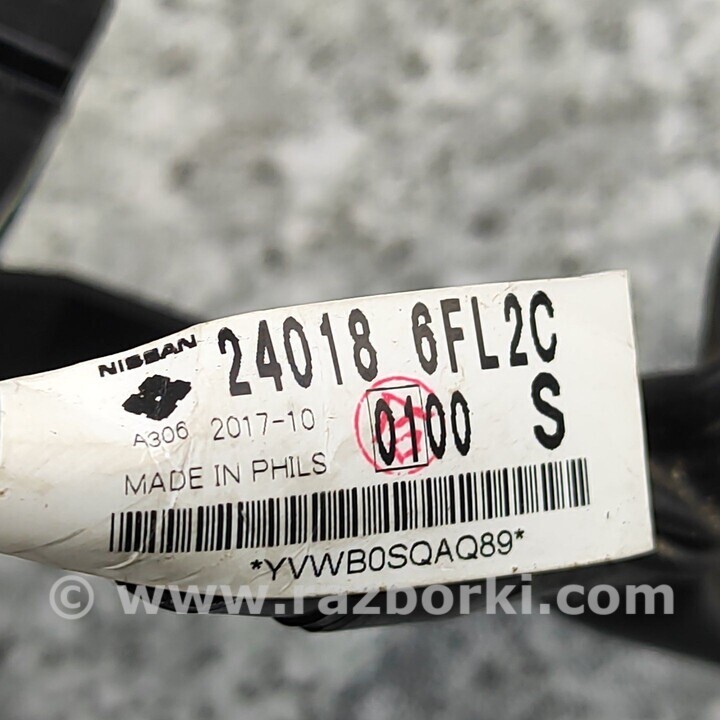 NISSAN 24018 6FL2C
A306 2017-10 0100 S
MADE IN PHILS
*YVWB0SQAQ89*
© www.razborki.com